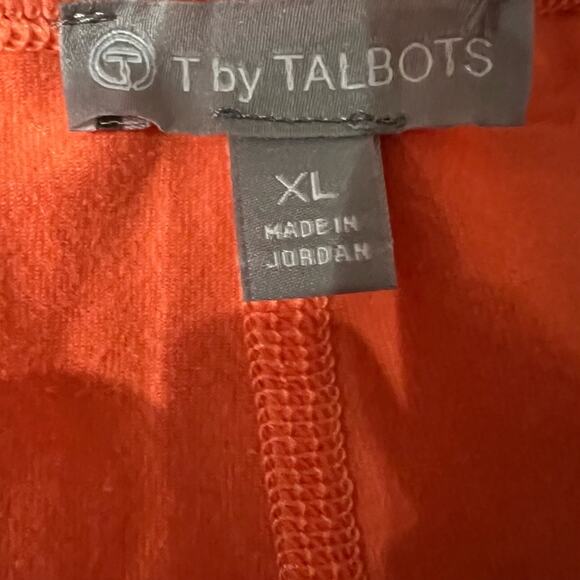 T T by TALBOTS
XL
MADE IN
JORDAN